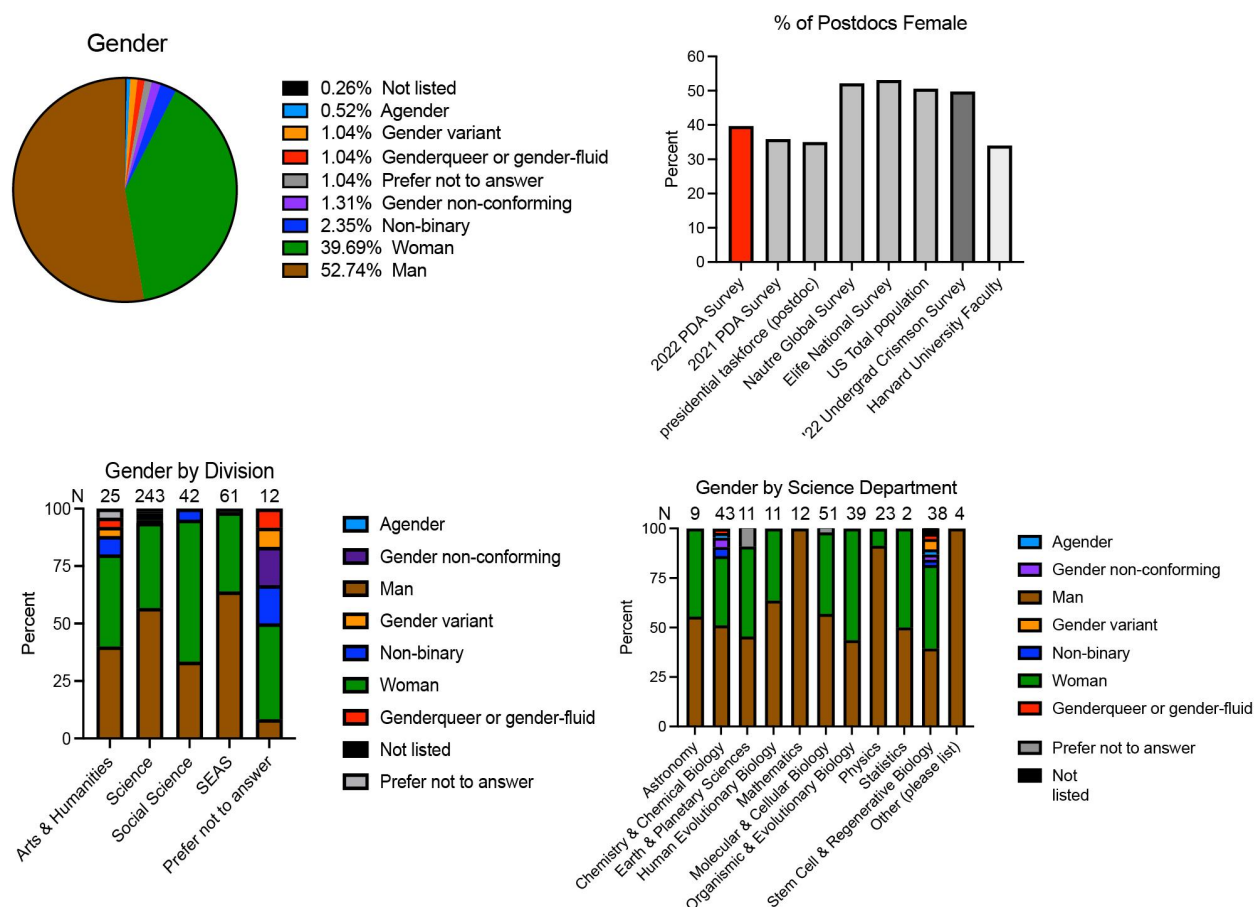 Gender
0.26% Not listed
0.52% Agender
1.04% Gender variant
1.04% Genderqueer or gender-fluid
1.04% Prefer not to answer
1.31% Gender non-conforming
2.35% Non-binary
39.69% Woman
52.74% Man
% of Postdocs Female
Percent
60
50
40
30
20
10
0
2022 PDA Survey
2021 PDA Survey
presidential taskforce (postdoc)
Nautre Global Survey
Elife National Survey
US Total population
'22 Undergrad Crismson Survey
Harvard University Faculty
Gender by Division
N 25 243 42 61 12
Percent
100
75
50
25
0
Arts & Humanities
Science
Social Science
SEAS
Prefer not to answer
Agender
Gender non-conforming
Man
Gender variant
Non-binary
Woman
Genderqueer or gender-fluid
Not listed
Prefer not to answer
Gender by Science Department
N 9 43 11 11 12 51 39 23 2 38 4
Percent
100
75
50
25
0
Astronomy
Chemistry & Chemical Biology
Earth & Planetary Sciences
Human Evolutionary Biology
Mathematics
Molecular & Cellular Biology
Organismic & Evolutionary Biology
Physics
Statistics
Stem Cell & Regenerative Biology
Other (please list)
Agender
Gender non-conforming
Man
Gender variant
Non-binary
Woman
Genderqueer or gender-fluid
Prefer not to answer
Not
listed